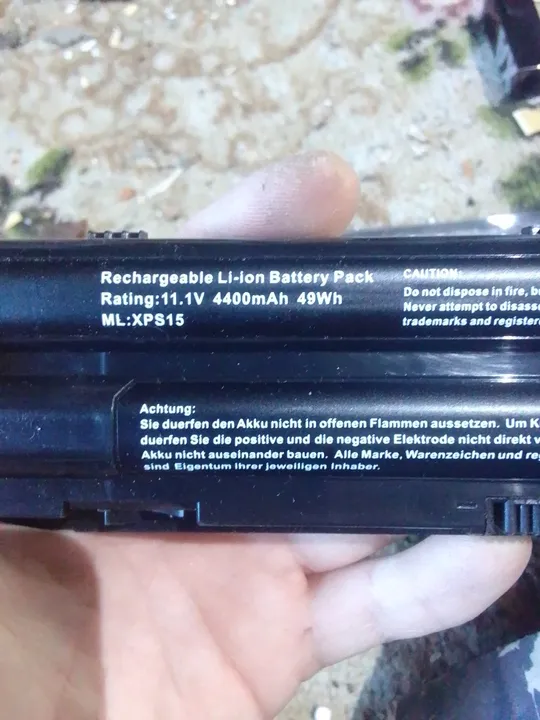 Rechargeable Li-ion Battery Pack
Rating:11.1V 4400mAh 49Wh
ML:XPS15
CAUTION:
Do not dispose in fire,
Never attempt to
trademarks and
Achtung:
Sie duerfen den Akku nicht in offenen Flammen aussetzen. Um
duerfen Sie die positive und die negative Elektrode nicht direkt
Akku nicht auseinander bauen. Alle Marke, Warenzeichen und
sind Eigentum ihrer jeweiligen Inhaber.